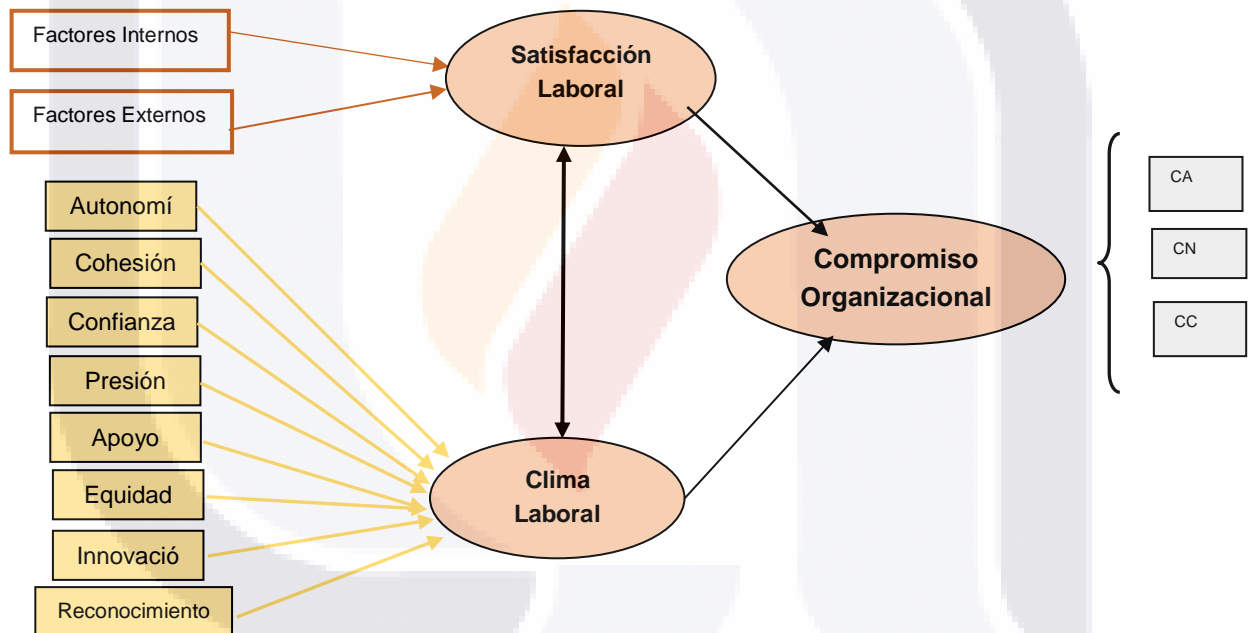 Factores Internos
Factores Externos
Autonomí
Cohesión
Confianza
Presión
Apoyo
Equidad
Innovació
Reconocimiento
Satisfacción
Laboral
Clima
Laboral
Compromiso
Organizacional
CA
CN
CC